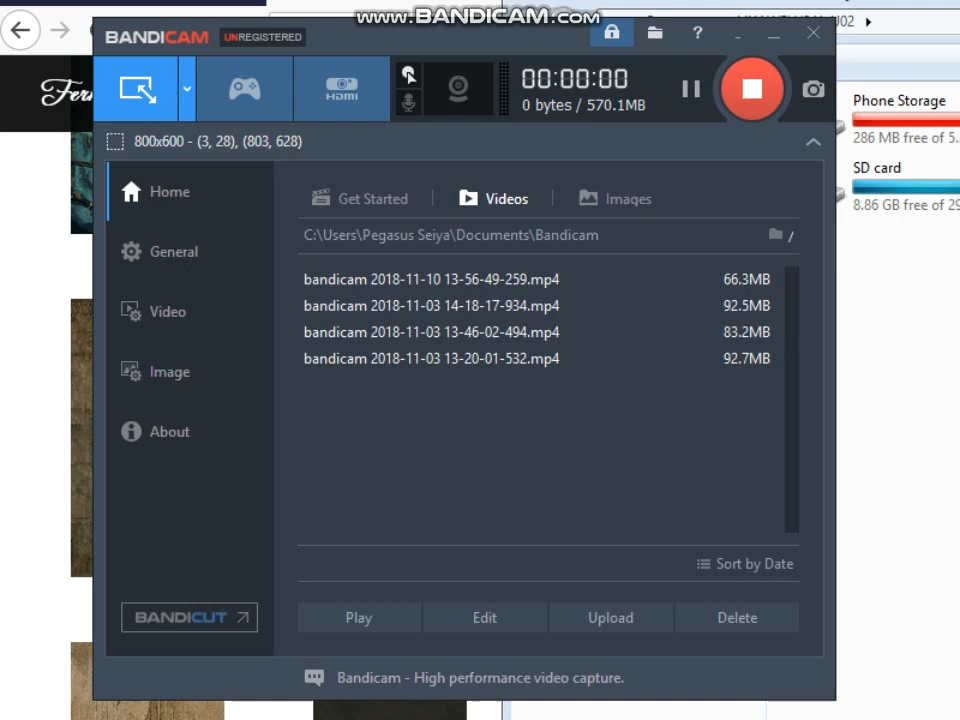 www.BANDICAM.com
BANDICAM UNREGISTERED
?
Fer
HDMI
00:00:00
0 bytes / 570.1MB
800x600 - (3, 28), (803, 628)
Home
General
Video
Image
About
BANDICUT
Get Started
Videos
Images
C:\Users\Pegasus Seiya\Documents\Bandicam
/
bandicam 2018-11-10 13-56-49-259.mp4 66.3MB
bandicam 2018-11-03 14-18-17-934.mp4 92.5MB
bandicam 2018-11-03 13-46-02-494.mp4 83.2MB
bandicam 2018-11-03 13-20-01-532.mp4 92.7MB
Sort by Date
Play Edit Upload Delete
Bandicam - High performance video capture.
Phone Storage
286 MB free of 5.
SD card
8.86 GB free of 29